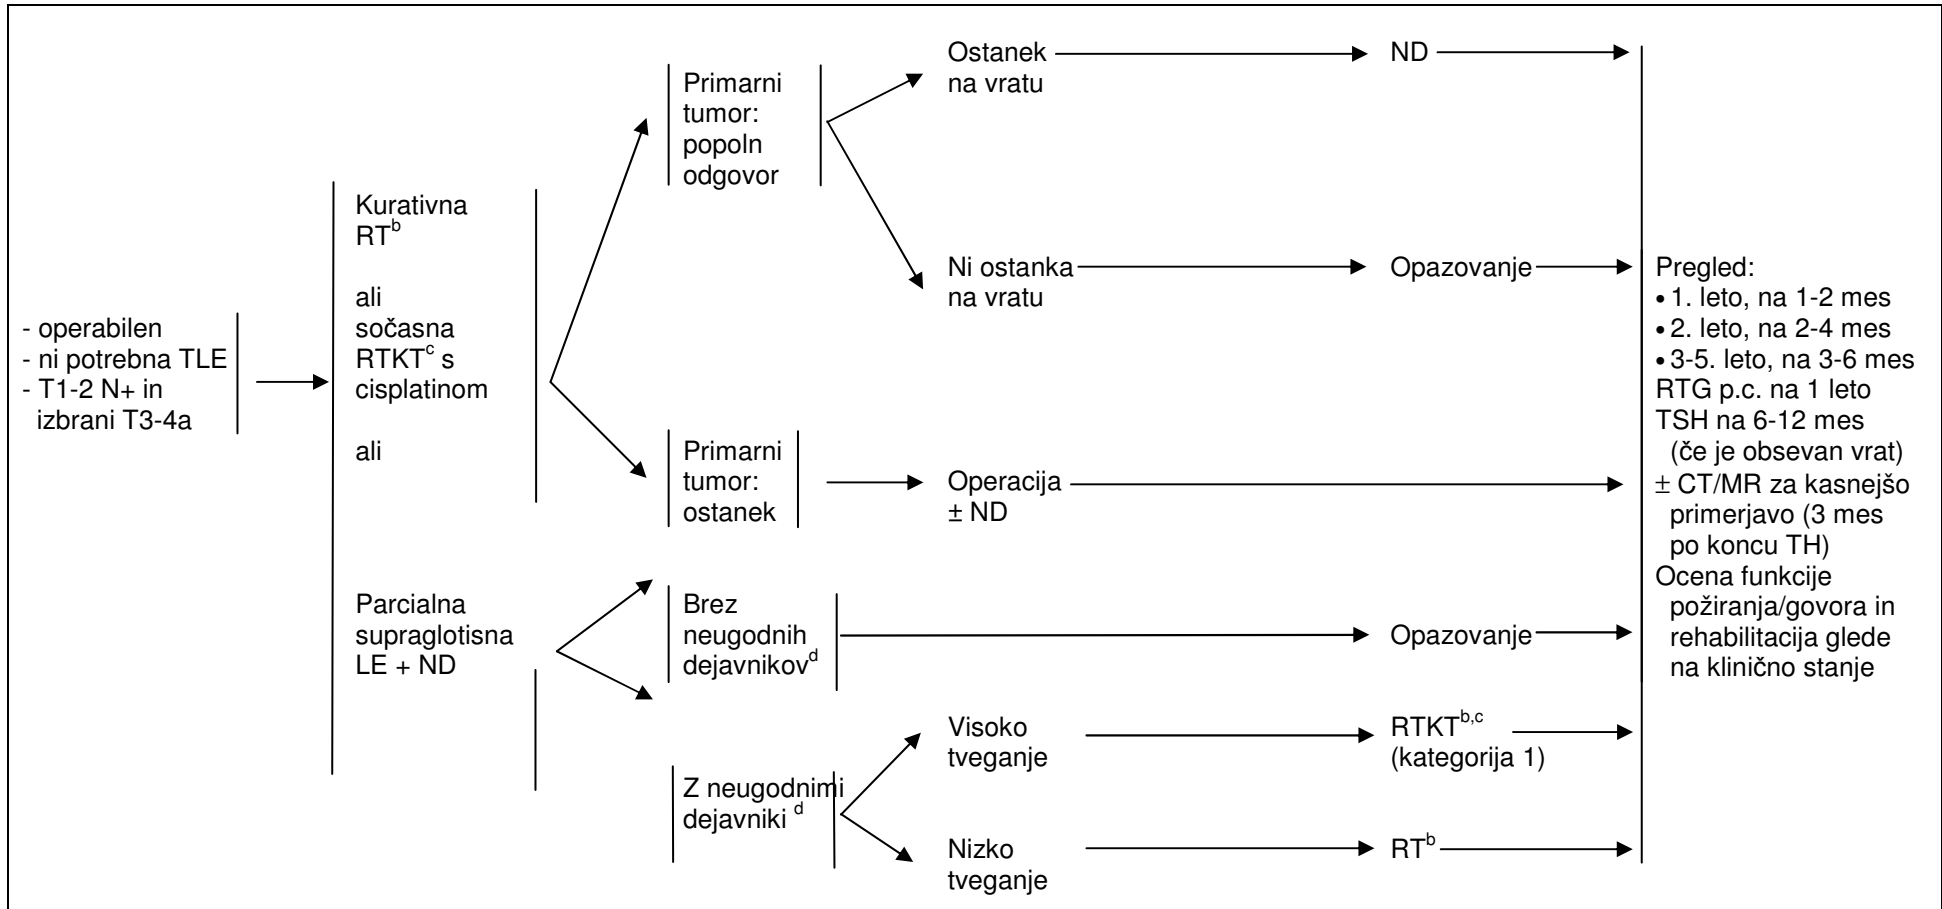 - operabilen
- ni potrebna TLE
- T1-2 N+ in
izbrani T3-4a
Kurativna
RTᵇ
ali
sočasna
RTKTᶜ s
cisplatinom
ali
Parcialna
supraglotisna
LE + ND
Primarni
tumor:
popoln
odgovor
Primarni
tumor:
ostanek
Brez
neugodnih
dejavnikovᵈ
Z neugodnimi
dejavniki ᵈ
Ostanek
na vratu
Ni ostanka
na vratu
Operacija
± ND
Visoko
tveganje
Nizko
tveganje
ND
Opazovanje
Opazovanje
RTKTᵇ,ᶜ
(kategorija 1)
RTᵇ
Pregled:
• 1. leto, na 1-2 mes
• 2. leto, na 2-4 mes
• 3-5. leto, na 3-6 mes
RTG p.c. na 1 leto
TSH na 6-12 mes
(če je obsevan vrat)
± CT/MR za kasnejšo
primerjavo (3 mes
po koncu TH)
Ocena funkcije
požiranja/govora in
rehabilitacija glede
na klinično stanje